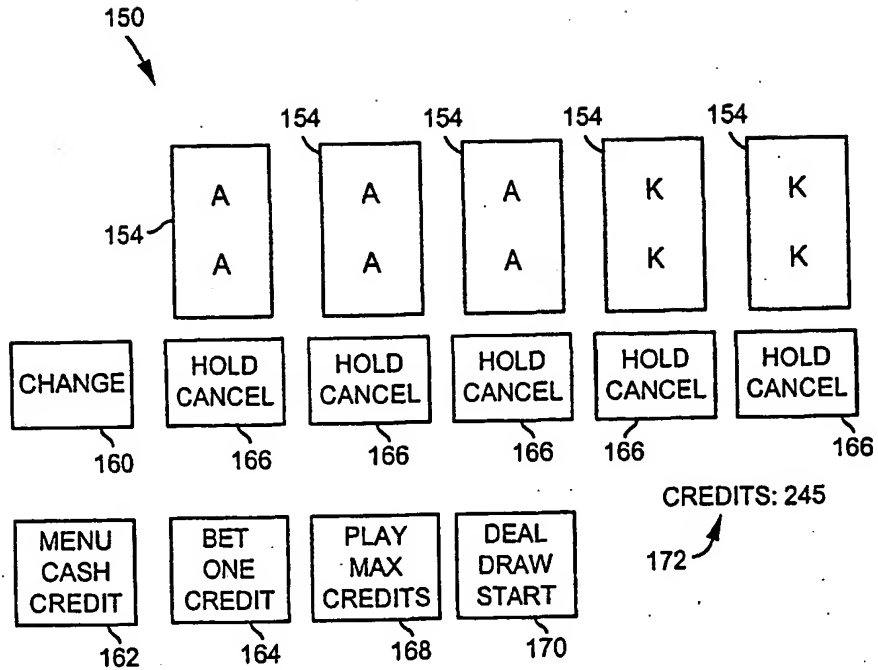 150
154 154 154 154
A A A K K
154
A A A K K
CHANGE
HOLD CANCEL
HOLD CANCEL
HOLD CANCEL
HOLD CANCEL
HOLD CANCEL
160 166 166 166 166 166
CREDITS: 245
172
MENU
CASH
CREDIT
BET
ONE
CREDIT
PLAY
MAX
CREDITS
DEAL
DRAW
START
162 164 168 170